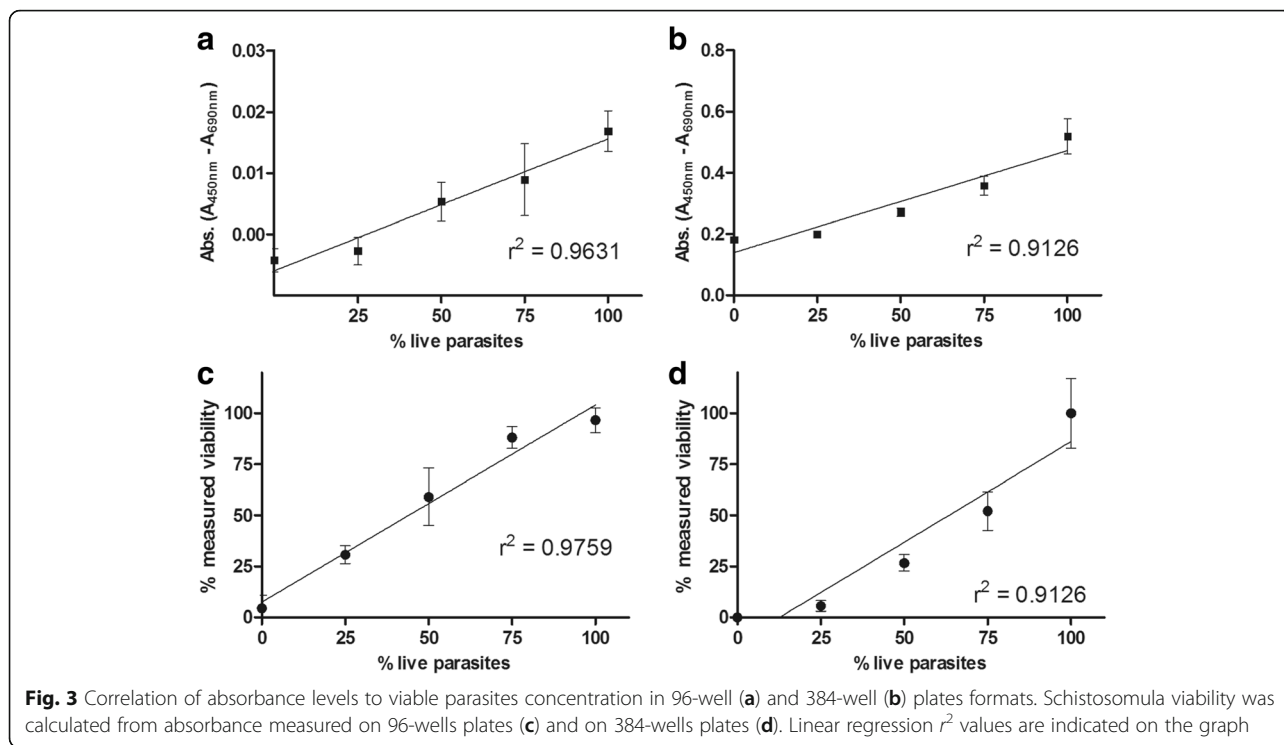 a
0.03
0.02
0.01
0.00
Abs. (A450nm - A690nm)
r2 = 0.9631
25 50 75 100
% live parasites
b
0.8
0.6
0.4
0.2
0.0
Abs. (A450nm - A690nm)
r2 = 0.9126
0 25 50 75 100
% live parasites
c
100
75
50
25
0
% measured viability
r2 = 0.9759
0 25 50 75 100
% live parasites
d
100
75
50
25
0
% measured viability
r2 = 0.9126
0 25 50 75 100
% live parasites
Fig. 3 Correlation of absorbance levels to viable parasites concentration in 96-well (a) and 384-well (b) plates formats. Schistosomula viability was
calculated from absorbance measured on 96-wells plates (c) and on 384-wells plates (d). Linear regression r2 values are indicated on the graph